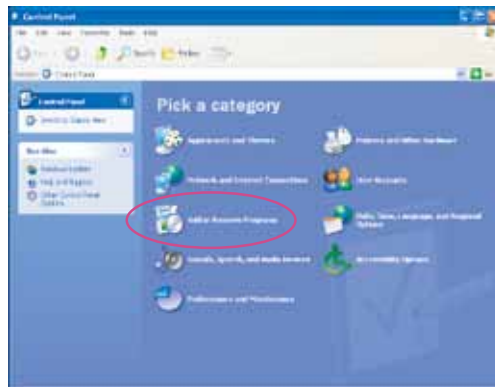 Control Panel
File Edit View Favorites Tools Help
Search Folders
Control Panel
Control Panel
Switch to Classic View
See Also
Windows Update
Help and Support
Other Control Panel
Options
Pick a category
Appearance and Themes
Printers and Other Hardware
Network and Internet Connections
User Accounts
Add or Remove Programs
Date, Time, Language, and Regional
Options
Sounds, Speech, and Audio Devices
Accessibility Options
Performance and Maintenance